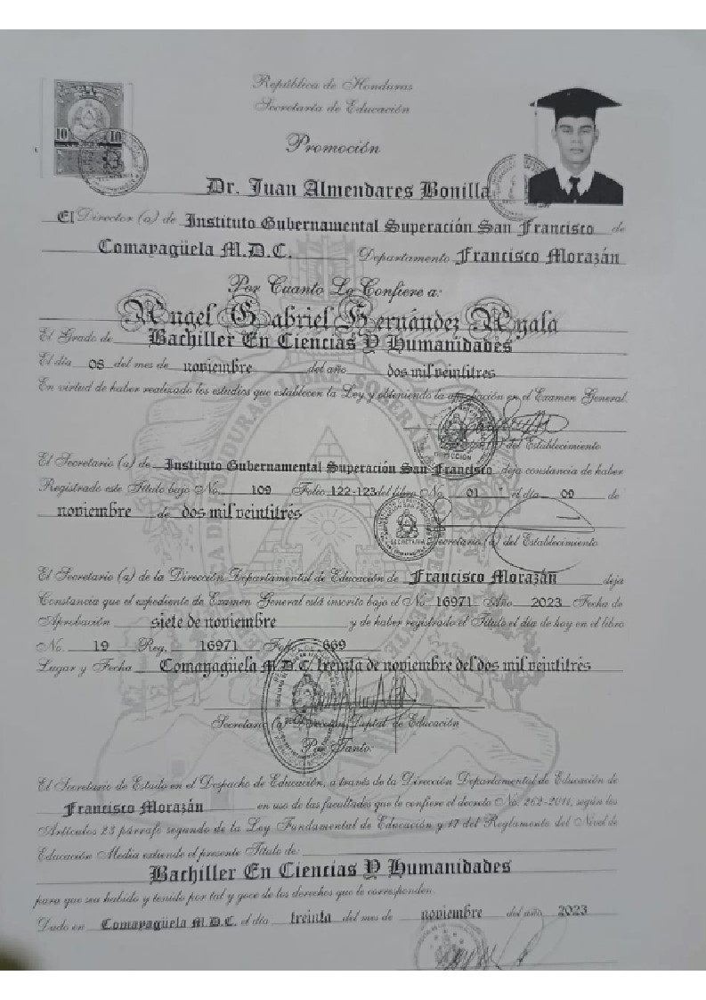 República de Honduras
Secretaría de Educación
Promoción
10 10
Dr. Juan Almendares Bonilla
El Director (a) de Instituto Gubernamental Superación San Francisco de
Comayagüela M.D.C. Departamento Francisco Morazán
Por Cuanto La Confiere a:
Angel Gabriel Hernández Ayala
El Grado de Bachiller En Ciencias Y Humanidades
El día 08 del mes de noviembre del año dos mil veintitres
En virtud de haber realizado los estudios que establecen la Ley y obteniendo la aprobación en el Examen General.
DIRECCIÓN
del Establecimiento
El Secretario (a) de Instituto Gubernamental Superación San Francisco deja constancia de haber
Registrado este Título bajo No. 109 Folio 122-123 del libro No. 01 el día 09 de
noviembre de dos mil veintitrés
SECRETARIA
Secretario (a) del Establecimiento
El Secretario (a) de la Dirección Departamental de Educación de Francisco Morazán deja
Constancia que el expediente de Examen General está inscrito bajo el No. 16971 Año 2023 Fecha de
Aprobación siete de noviembre y de haber registrado el Título el día de hoy en el libro
No. 19 Reg. 16971 Folio 669
Lugar y Fecha Comayagüela M.D.C. treinta de noviembre del dos mil veintitrés
Secretario (a) Dirección Deptal de Educación
Por Tanto:
El Secretario de Estado en el Despacho de Educación, a través de la Dirección Departamental de Educación de
Francisco Morazán en uso de las facultades que le confiere el decreto No. 262-2011, según los
Artículos 23 párrafo segundo de la Ley Fundamental de Educación y 17 del Reglamento del Nivel de
Educación Media extiende el presente Título de:
Bachiller En Ciencias Y Humanidades
para que sea habido y tenido por tal y goce de los derechos que le corresponden.
Dado en Comayagüela M.D.C. el día treinta del mes de noviembre del año 2023